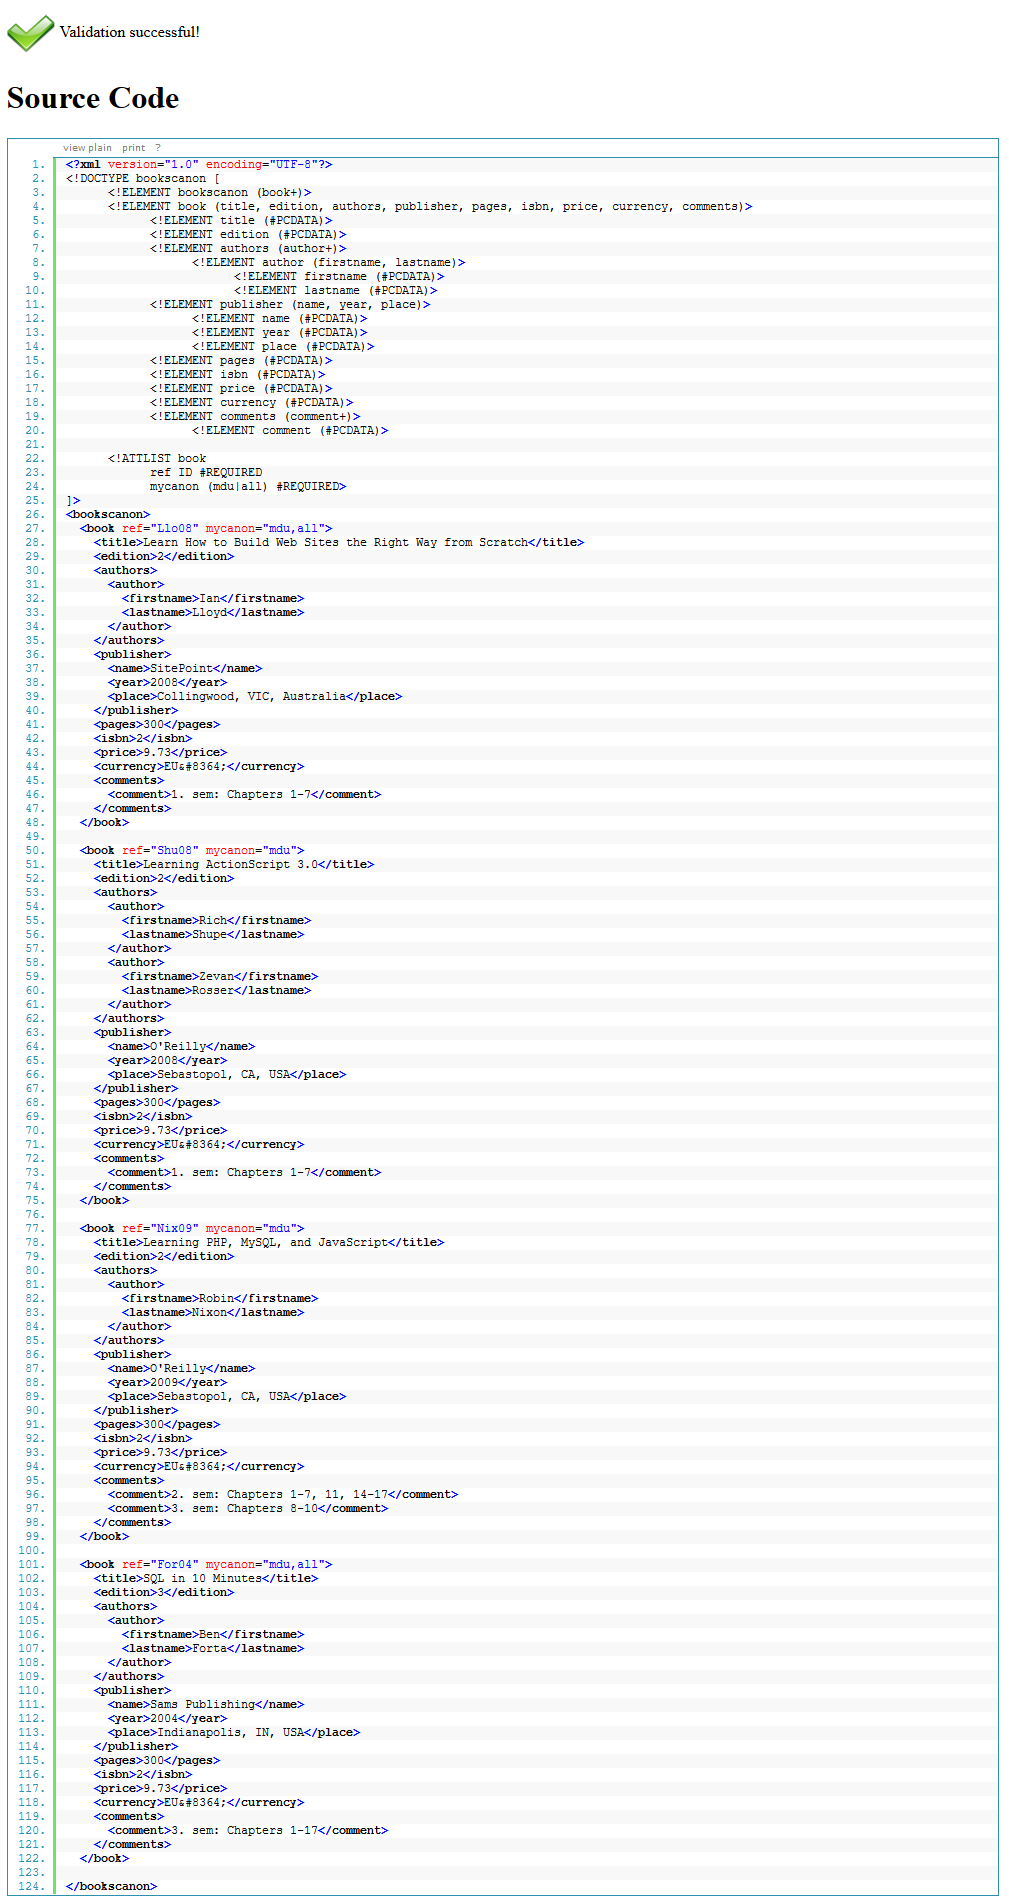 Validation successful!
Source Code
view plain print ?
1. <?xml version="1.0" encoding="UTF-8"?>
2. <!DOCTYPE bookscanon [
3. <!ELEMENT bookscanon (book+)>
4. <!ELEMENT book (title, edition, authors, publisher, pages, isbn, price, currency, comments)>
5. <!ELEMENT title (#PCDATA)>
6. <!ELEMENT edition (#PCDATA)>
7. <!ELEMENT authors (author+)>
8. <!ELEMENT author (firstname, lastname)>
9. <!ELEMENT firstname (#PCDATA)>
10. <!ELEMENT lastname (#PCDATA)>
11. <!ELEMENT publisher (name, year, place)>
12. <!ELEMENT name (#PCDATA)>
13. <!ELEMENT year (#PCDATA)>
14. <!ELEMENT place (#PCDATA)>
15. <!ELEMENT pages (#PCDATA)>
16. <!ELEMENT isbn (#PCDATA)>
17. <!ELEMENT price (#PCDATA)>
18. <!ELEMENT currency (#PCDATA)>
19. <!ELEMENT comments (comment+)>
20. <!ELEMENT comment (#PCDATA)>
21.
22. <!ATTLIST book
23. ref ID #REQUIRED
24. mycanon (mdu|all) #REQUIRED>
25. ]>
26. <bookscanon>
27. <book ref="Llo08" mycanon="mdu,all">
28. <title>Learn How to Build Web Sites the Right Way from Scratch</title>
29. <edition>2</edition>
30. <authors>
31. <author>
32. <firstname>Ian</firstname>
33. <lastname>Lloyd</lastname>
34. </author>
35. </authors>
36. <publisher>
37. <name>SitePoint</name>
38. <year>2008</year>
39. <place>Collingwood, VIC, Australia</place>
40. </publisher>
41. <pages>300</pages>
42. <isbn>2</isbn>
43. <price>9.73</price>
44. <currency>EU&#8364;</currency>
45. <comments>
46. <comment>1. sem: Chapters 1-7</comment>
47. </comments>
48. </book>
49.
50. <book ref="Shu08" mycanon="mdu">
51. <title>Learning ActionScript 3.0</title>
52. <edition>2</edition>
53. <authors>
54. <author>
55. <firstname>Rich</firstname>
56. <lastname>Shupe</lastname>
57. </author>
58. <author>
59. <firstname>Zevan</firstname>
60. <lastname>Rosser</lastname>
61. </author>
62. </authors>
63. <publisher>
64. <name>O'Reilly</name>
65. <year>2008</year>
66. <place>Sebastopol, CA, USA</place>
67. </publisher>
68. <pages>300</pages>
69. <isbn>2</isbn>
70. <price>9.73</price>
71. <currency>EU&#8364;</currency>
72. <comments>
73. <comment>1. sem: Chapters 1-7</comment>
74. </comments>
75. </book>
76.
77. <book ref="Nix09" mycanon="mdu">
78. <title>Learning PHP, MySQL, and JavaScript</title>
79. <edition>2</edition>
80. <authors>
81. <author>
82. <firstname>Robin</firstname>
83. <lastname>Nixon</lastname>
84. </author>
85. </authors>
86. <publisher>
87. <name>O'Reilly</name>
88. <year>2009</year>
89. <place>Sebastopol, CA, USA</place>
90. </publisher>
91. <pages>300</pages>
92. <isbn>2</isbn>
93. <price>9.73</price>
94. <currency>EU&#8364;</currency>
95. <comments>
96. <comment>2. sem: Chapters 1-7, 11, 14-17</comment>
97. <comment>3. sem: Chapters 8-10</comment>
98. </comments>
99. </book>
100.
101. <book ref="For04" mycanon="mdu,all">
102. <title>SQL in 10 Minutes</title>
103. <edition>3</edition>
104. <authors>
105. <author>
106. <firstname>Ben</firstname>
107. <lastname>Forta</lastname>
108. </author>
109. </authors>
110. <publisher>
111. <name>Sams Publishing</name>
112. <year>2004</year>
113. <place>Indianapolis, IN, USA</place>
114. </publisher>
115. <pages>300</pages>
116. <isbn>2</isbn>
117. <price>9.73</price>
118. <currency>EU&#8364;</currency>
119. <comments>
120. <comment>3. sem: Chapters 1-17</comment>
121. </comments>
122. </book>
123.
124. </bookscanon>